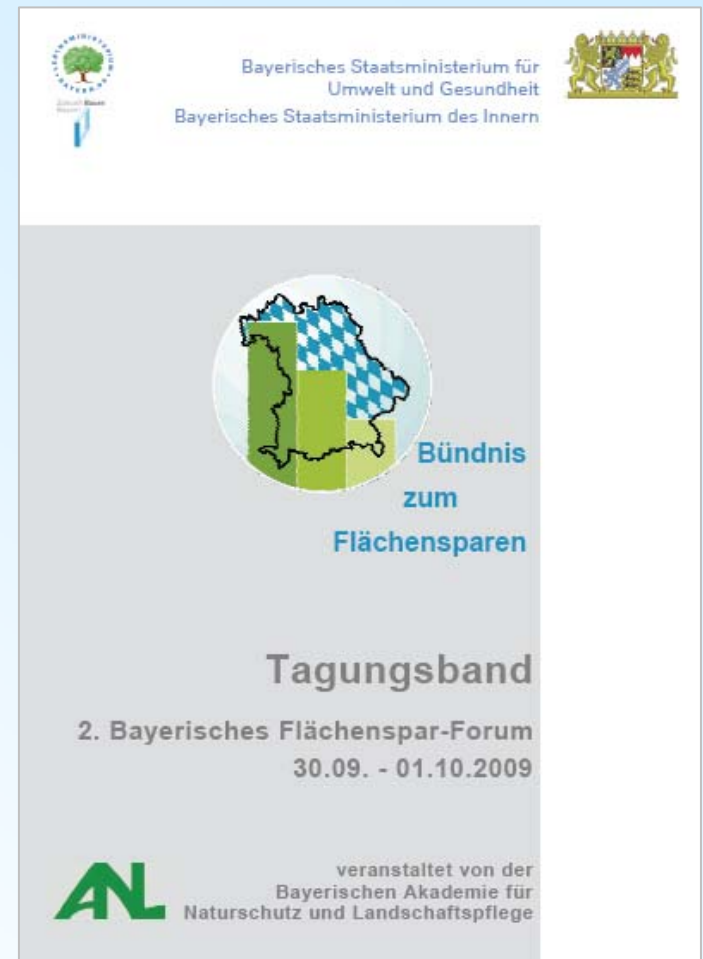 Bayerisches Staatsministerium für
Umwelt und Gesundheit
Bayerisches Staatsministerium des Innern
Bündnis
zum
Flächensparen
Tagungsband
2. Bayerisches Flächenspar-Forum
30.09. - 01.10.2009
ANL
veranstaltet von der
Bayerischen Akademie für
Naturschutz und Landschaftspflege